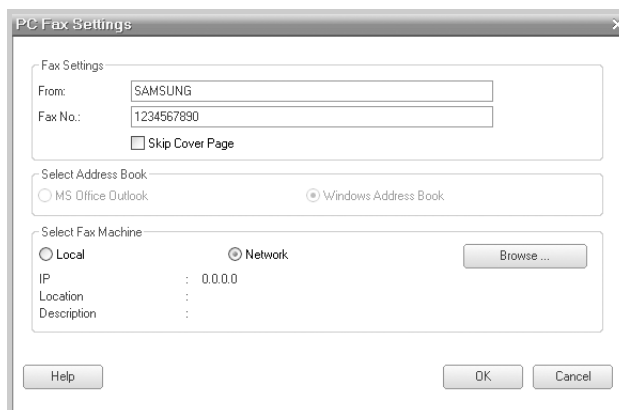 PC Fax Settings
Fax Settings
From: SAMSUNG
Fax No.: 1234567890
Skip Cover Page
Select Address Book
MS Office Outlook Windows Address Book
Select Fax Machine
Local Network Browse ...
IP : 0.0.0.0
Location :
Description :
Help OK Cancel